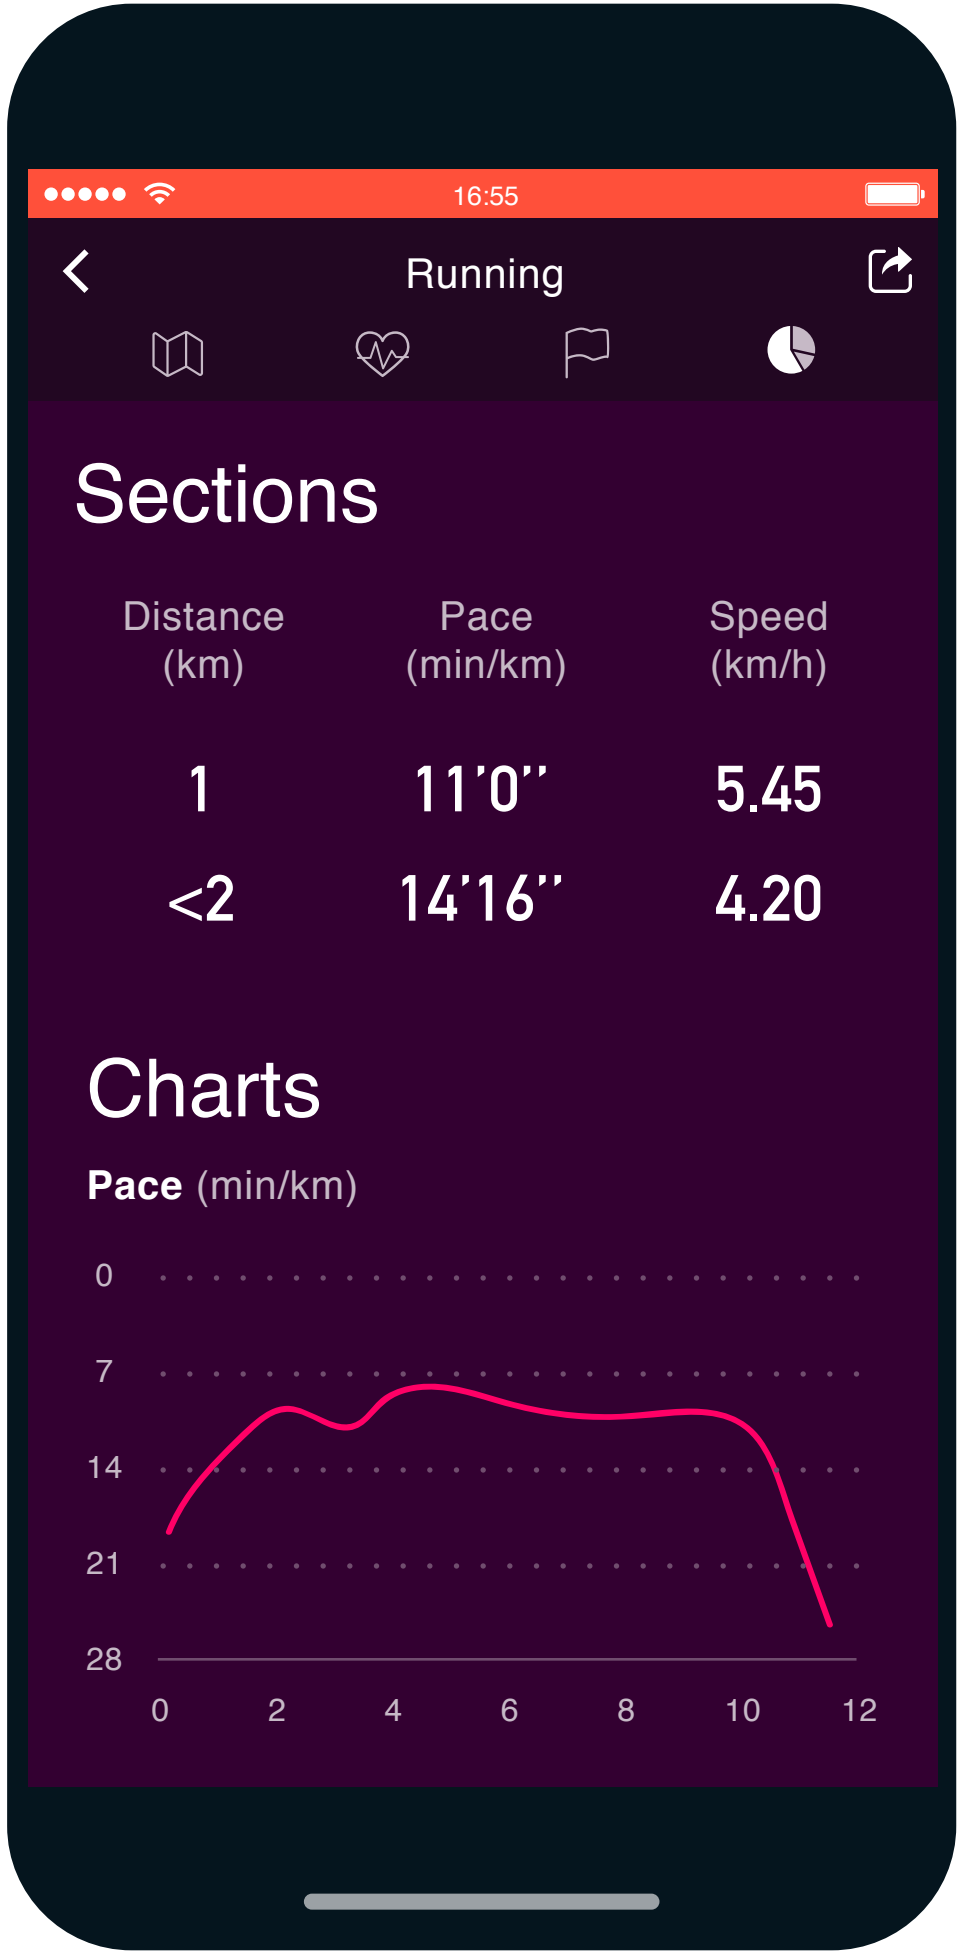 16:55
Running
Sections
Distance (km) Pace (min/km) Speed (km/h)
1 11’0’’ 5.45
<2 14’16’’ 4.20
Charts
Pace (min/km)
0
7
14
21
28
0 2 4 6 8 10 12